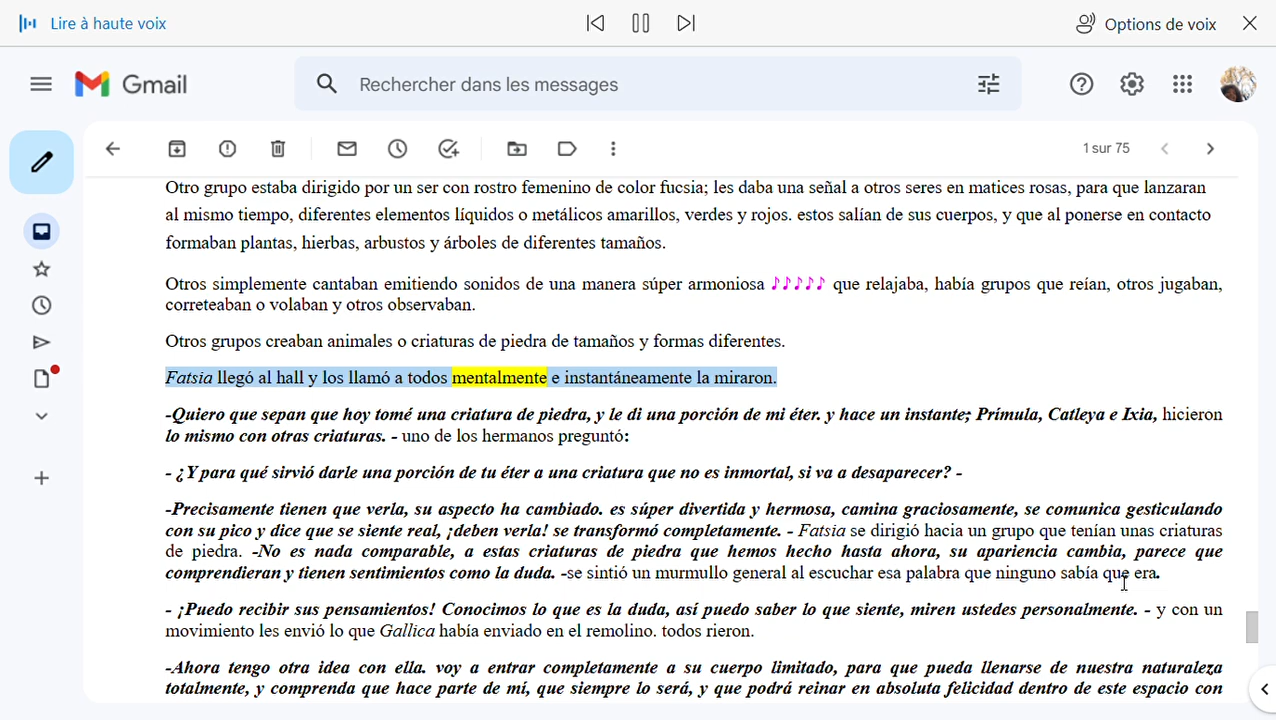 Lire à haute voix
Options de voix
Gmail
Rechercher dans les messages
1 sur 75
Otro grupo estaba dirigido por un ser con rostro femenino de color fucsia; les daba una señal a otros seres en matices rosas, para que lanzaran
al mismo tiempo, diferentes elementos líquidos o metálicos amarillos, verdes y rojos. estos salían de sus cuerpos, y que al ponerse en contacto
formaban plantas, hierbas, arbustos y árboles de diferentes tamaños.
Otros simplemente cantaban emitiendo sonidos de una manera súper armoniosa ♪♪♪♪♪ que relajaba, había grupos que reían, otros jugaban,
correteaban o volaban y otros observaban.
Otros grupos creaban animales o criaturas de piedra de tamaños y formas diferentes.
Fatsia llegó al hall y los llamó a todos mentalmente e instantáneamente la miraron.
-Quiero que sepan que hoy tomé una criatura de piedra, y le di una porción de mi éter. y hace un instante; Prímula, Catleya e Ixia, hicieron
lo mismo con otras criaturas. - uno de los hermanos preguntó:
- ¿Y para qué sirvió darle una porción de tu éter a una criatura que no es inmortal, si va a desaparecer? -
-Precisamente tienen que verla, su aspecto ha cambiado. es súper divertida y hermosa, camina graciosamente, se comunica gesticulando
con su pico y dice que se siente real, ¡deben verla! se transformó completamente. - Fatsia se dirigió hacia un grupo que tenían unas criaturas
de piedra. -No es nada comparable, a estas criaturas de piedra que hemos hecho hasta ahora, su apariencia cambia, parece que
comprendieran y tienen sentimientos como la duda. -se sintió un murmullo general al escuchar esa palabra que ninguno sabía que era.
- ¡Puedo recibir sus pensamientos! Conocimos lo que es la duda, así puedo saber lo que siente, miren ustedes personalmente. - y con un
movimiento les envió lo que Gallica había enviado en el remolino. todos rieron.
-Ahora tengo otra idea con ella. voy a entrar completamente a su cuerpo limitado, para que pueda llenarse de nuestra naturaleza
totalmente, y comprenda que hace parte de mí, que siempre lo será, y que podrá reinar en absoluta felicidad dentro de este espacio con